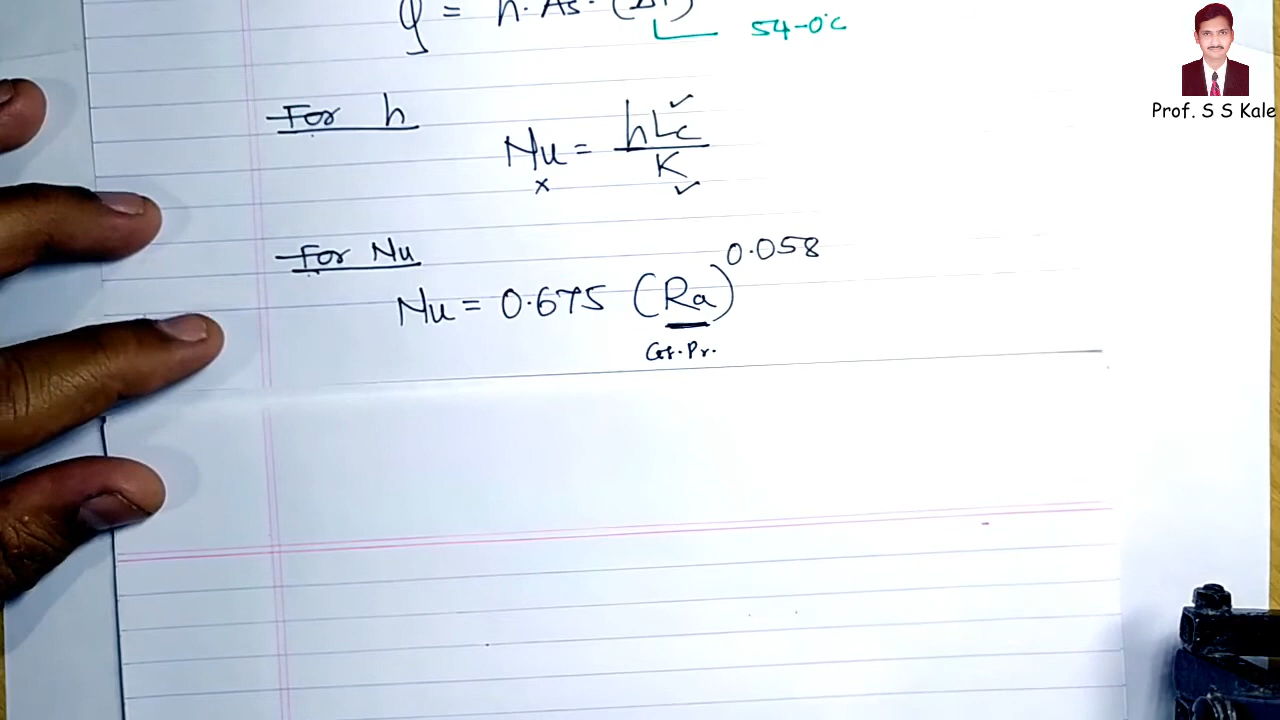 Q = h. As. (ΔT)
54-0°C
Prof. S S Kale
For h
Nu = hLc / K
For Nu
Nu = 0.675 (Ra)^0.058
Gr.Pr.